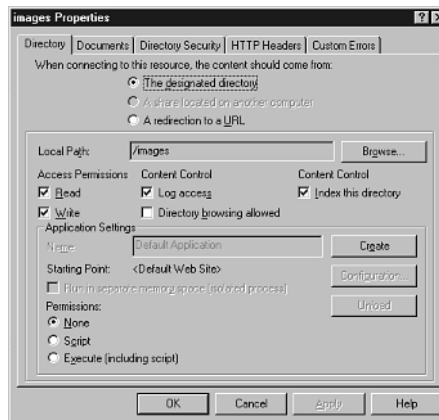 images Properties
Directory Documents Directory Security HTTP Headers Custom Errors
When connecting to this resource, the content should come from:
The designated directory
A share located on another computer
A redirection to a URL
Local Path: /images Browse...
Access Permissions Content Control Content Control
Read Log access Index this directory
Write Directory browsing allowed
Application Settings
Name: Default Application Create
Starting Point: <Default Web Site> Configuration...
Run in separate memory space (isolated process) Unload
Permissions:
None
Script
Execute (including script)
OK Cancel Apply Help